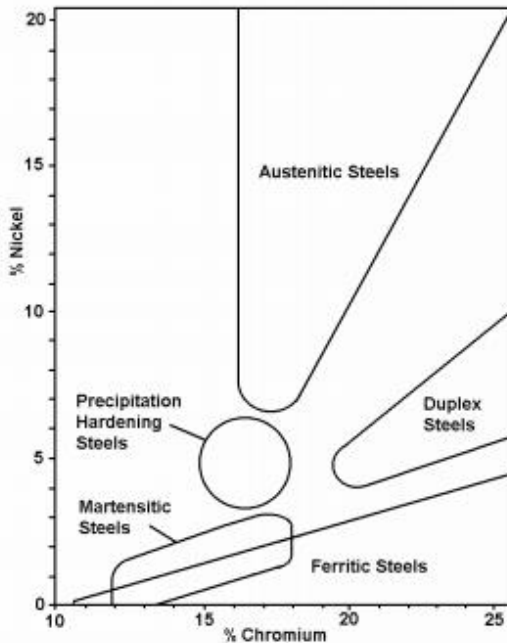 20
Austenitic Steels
15
% Nickel
10
Precipitation
Hardening
Steels
Duplex
Steels
5
Martensitic
Steels
Ferritic Steels
0
10
15
20
25
% Chromium